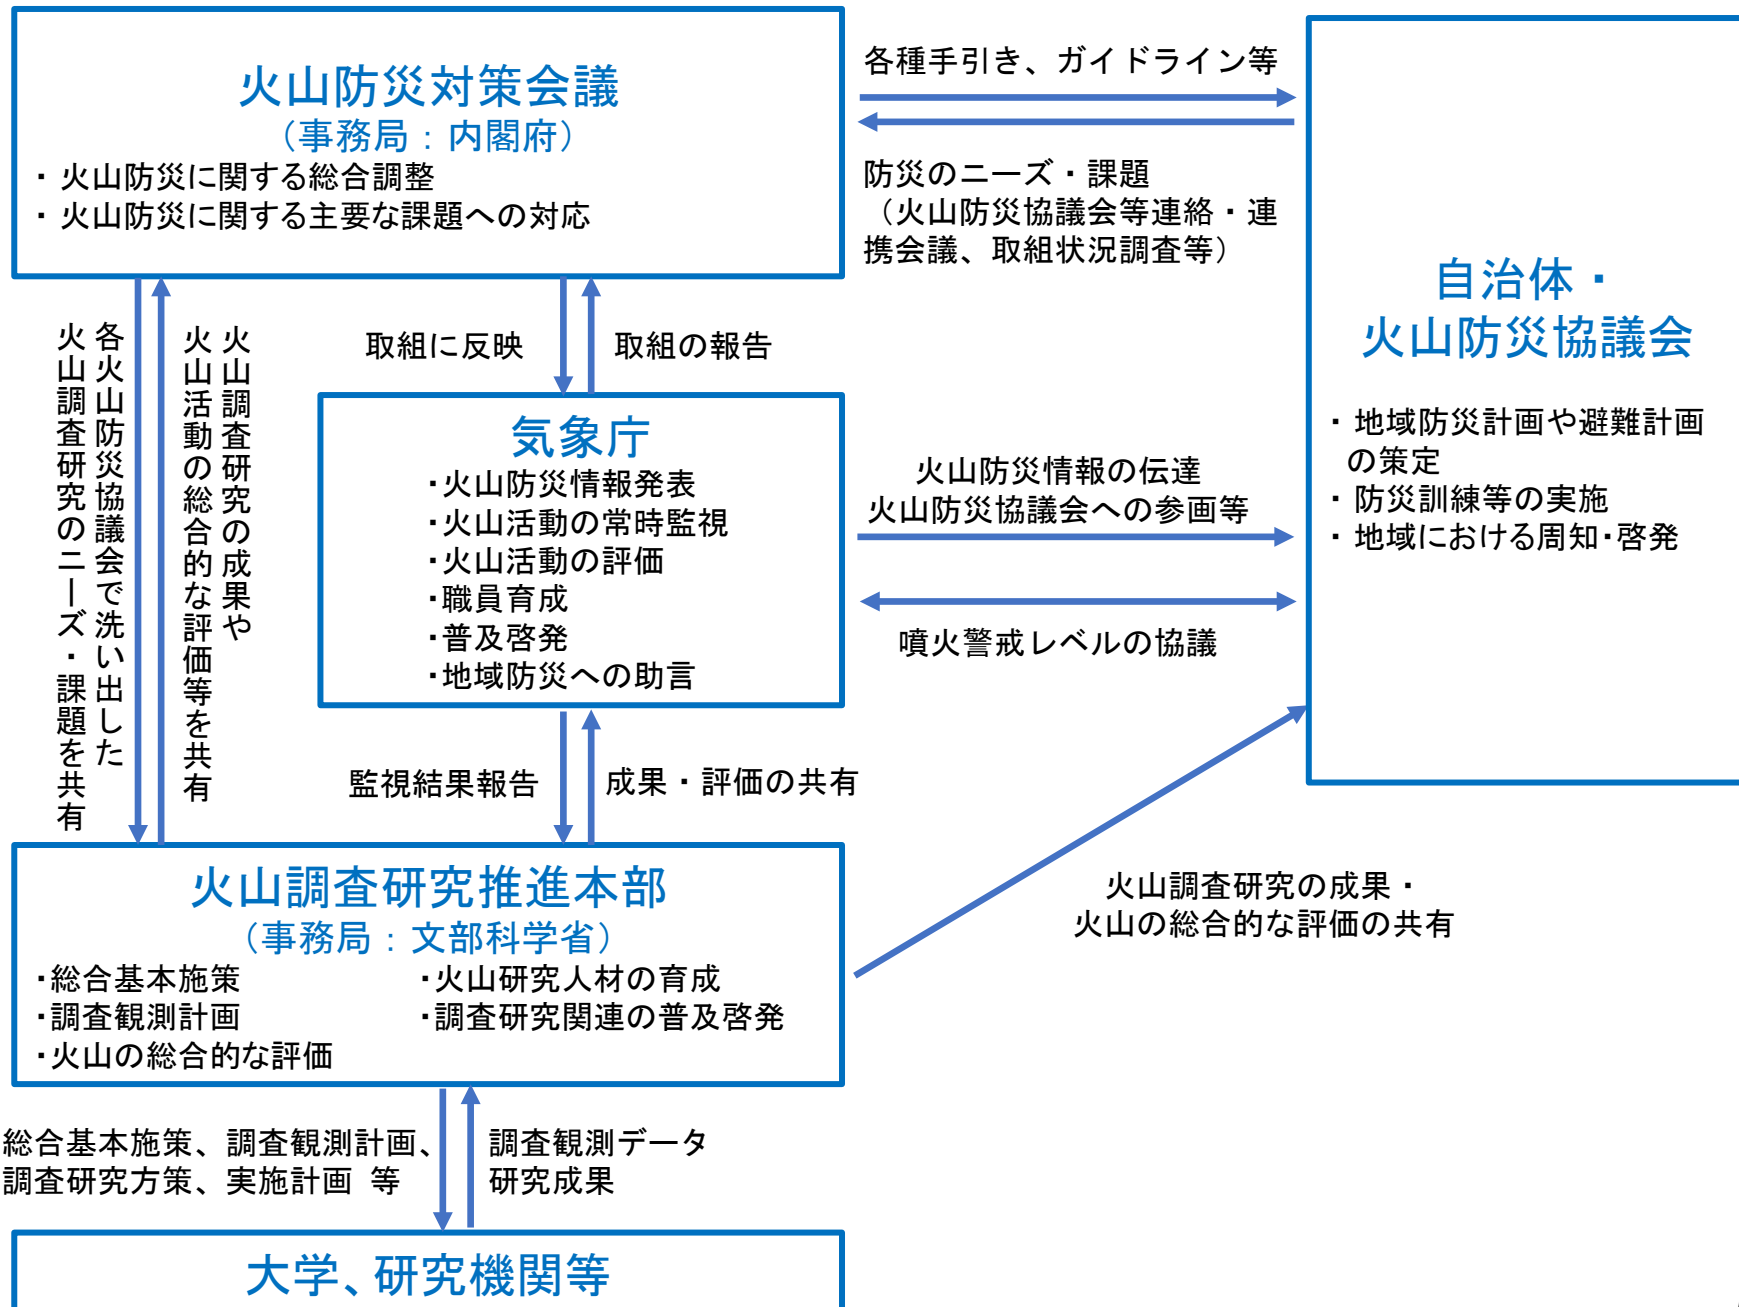 火山防災対策会議
（事務局：内閣府）
・火山防災に関する総合調整
・火山防災に関する主要な課題への対応
各種手引き、ガイドライン等
防災のニーズ・課題
（火山防災協議会等連絡・連
携会議、取組状況調査等）
自治体・
火山防災協議会
・地域防災計画や避難計画
の策定
・防災訓練等の実施
・地域における周知・啓発
各火山防災協議会で洗い出した
火山調査研究のニーズ・課題を共有
火山調査研究の成果や
火山活動の総合的な評価等を共有
取組に反映
取組の報告
気象庁
・火山防災情報発表
・火山活動の常時監視
・火山活動の評価
・職員育成
・普及啓発
・地域防災への助言
火山防災情報の伝達
火山防災協議会への参画等
噴火警戒レベルの協議
監視結果報告
成果・評価の共有
火山調査研究推進本部
（事務局：文部科学省）
・総合基本施策
・調査観測計画
・火山の総合的な評価
・火山研究人材の育成
・調査研究関連の普及啓発
火山調査研究の成果・
火山の総合的な評価の共有
総合基本施策、調査観測計画、
調査研究方策、実施計画 等
調査観測データ
研究成果
大学、研究機関等